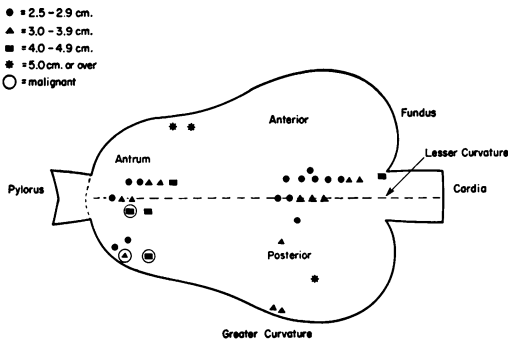 = 2.5 - 2.9 cm.
= 3.0 - 3.9 cm.
= 4.0 - 4.9 cm.
= 5.0 cm. or over
= malignant
Anterior
Fundus
Lesser Curvature
Antrum
Pylorus
Cardia
Posterior
Greater Curvature